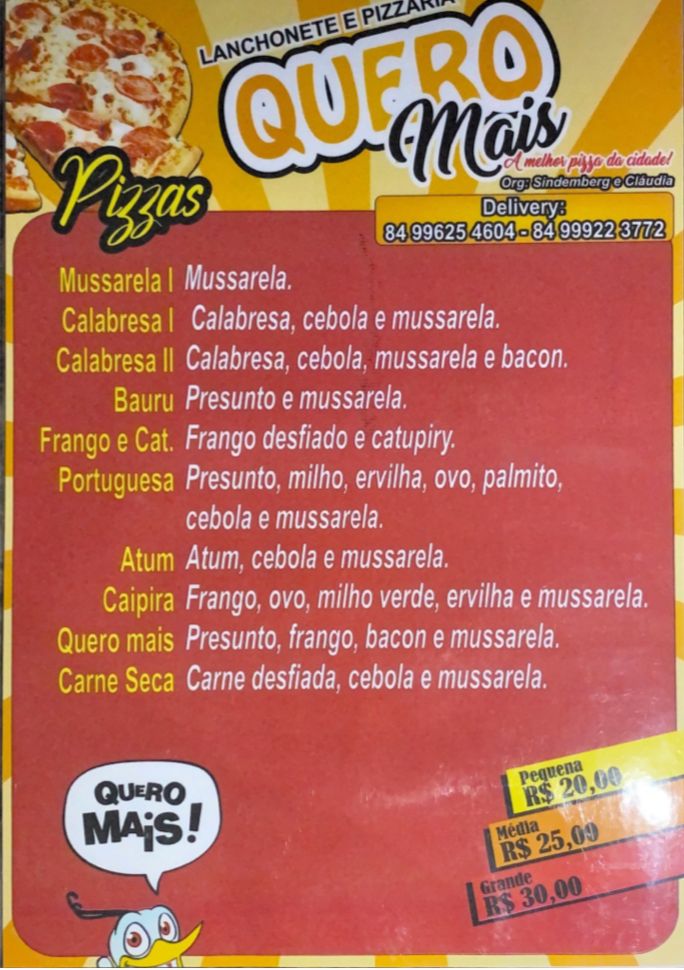 LANCHONETE E PIZZARIA
QUERO
Mais
A melhor pizza da cidade!
Org: Sindemberg e Cláudia
Pizzas
Delivery:
84 99625 4604 - 84 99922 3772
Mussarela I Mussarela.
Calabresa I Calabresa, cebola e mussarela.
Calabresa II Calabresa, cebola, mussarela e bacon.
Bauru Presunto e mussarela.
Frango e Cat. Frango desfiado e catupiry.
Portuguesa Presunto, milho, ervilha, ovo, palmito,
cebola e mussarela.
Atum Atum, cebola e mussarela.
Caipira Frango, ovo, milho verde, ervilha e mussarela.
Quero mais Presunto, frango, bacon e mussarela.
Carne Seca Carne desfiada, cebola e mussarela.
Pequena
R$ 20,00
Média
R$ 25,00
Grande
R$ 30,00
QUERO
MAiS!